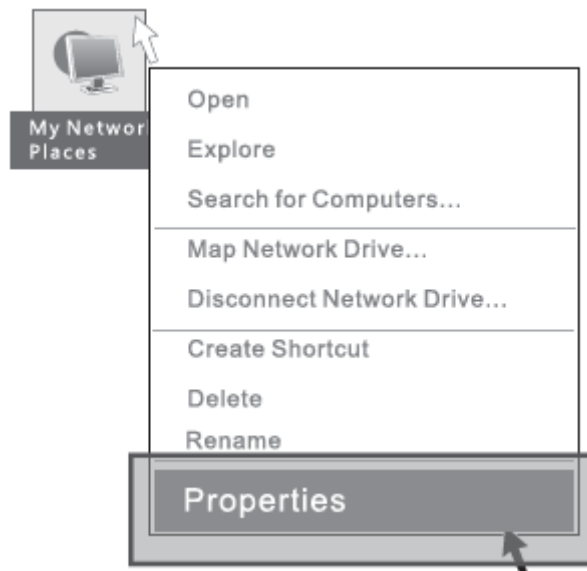 My Networ
Places
Open
Explore
Search for Computers...
Map Network Drive...
Disconnect Network Drive...
Create Shortcut
Delete
Rename
Properties